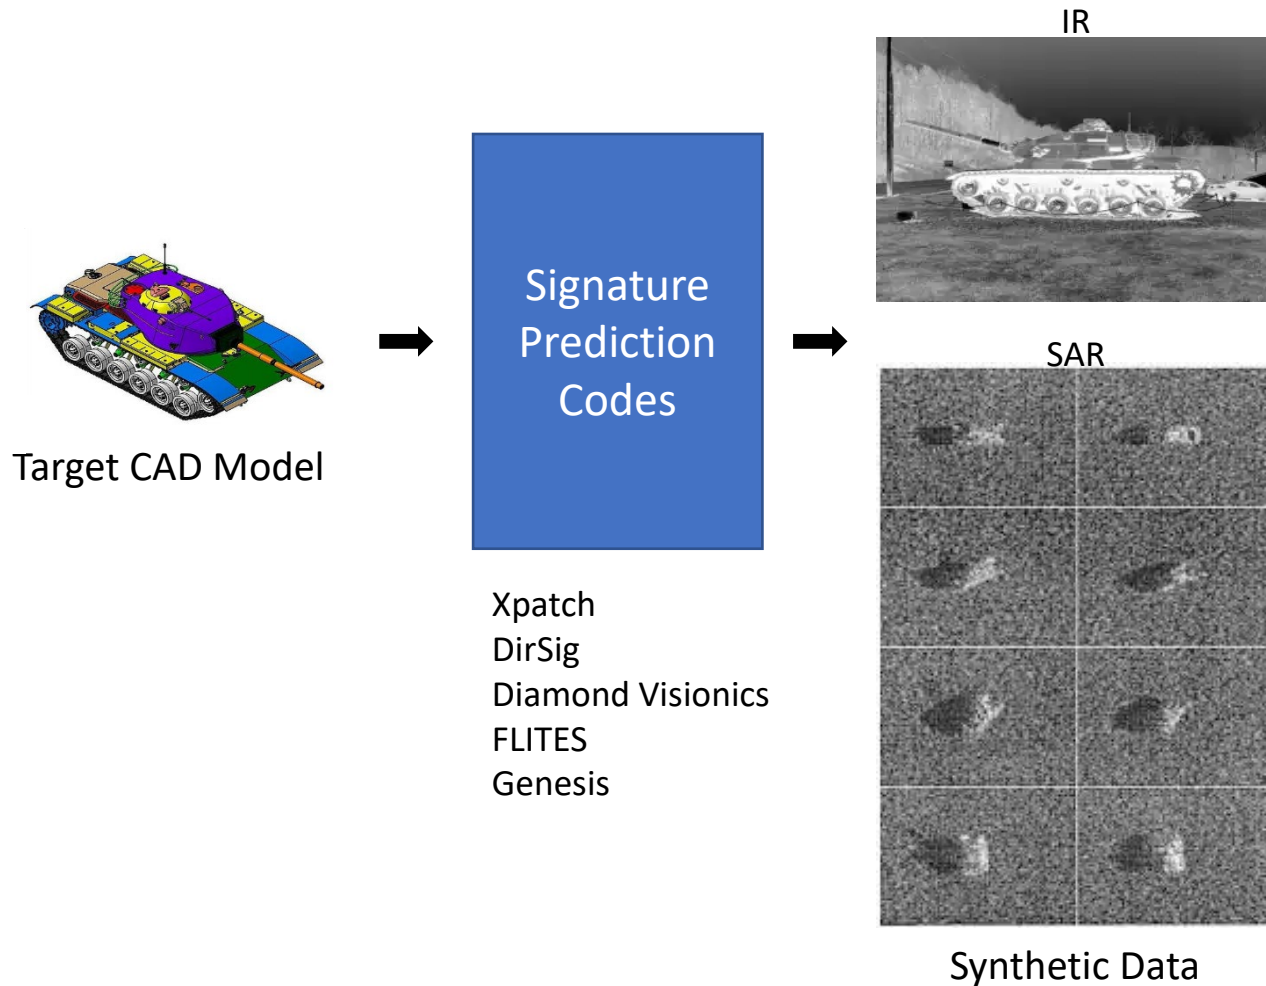 IR
Signature
Prediction
Codes
SAR
Target CAD Model
Xpatch
DirSig
Diamond Visionics
FLITES
Genesis
Synthetic Data